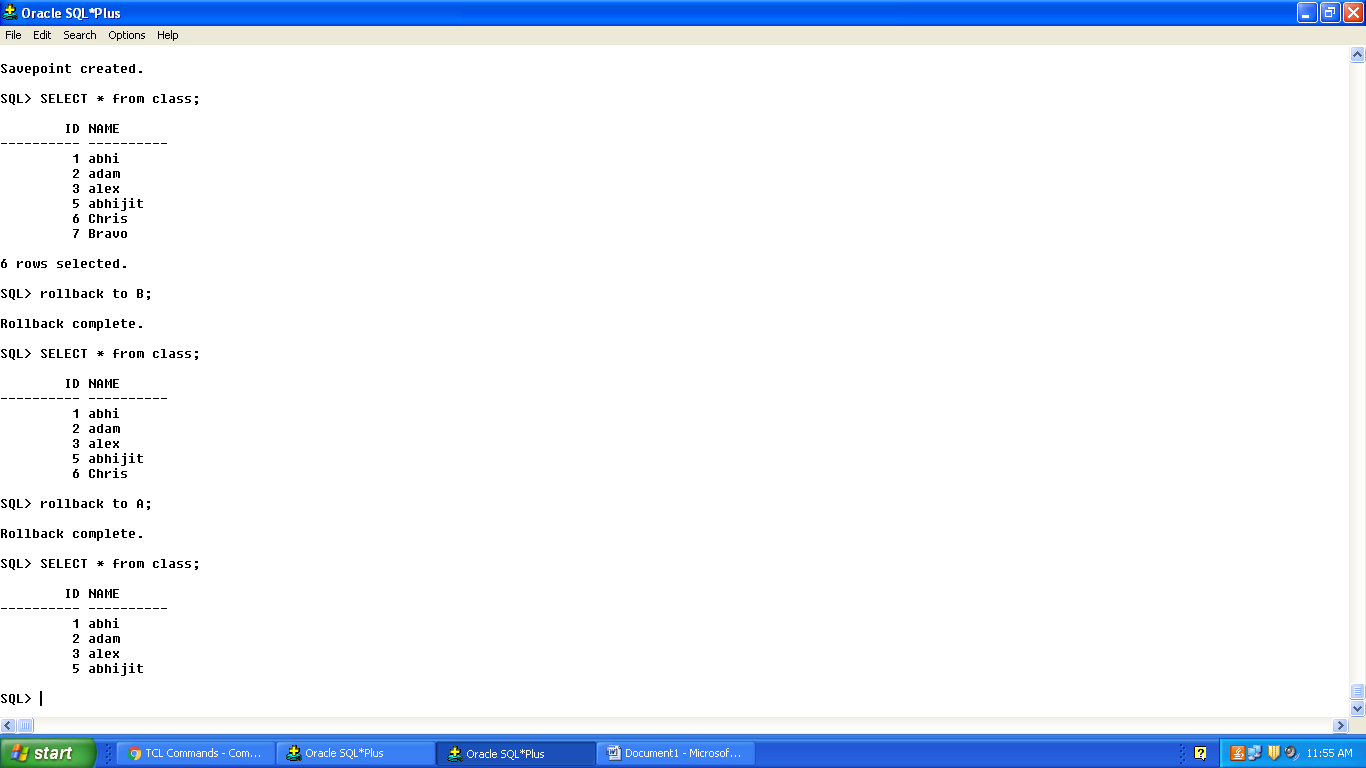 Oracle SQL*Plus
File Edit Search Options Help
Savepoint created.
SQL> SELECT * from class;
        ID NAME
---------- ----------
         1 abhi
         2 adam
         3 alex
         5 abhijit
         6 Chris
         7 Bravo
6 rows selected.
SQL> rollback to B;
Rollback complete.
SQL> SELECT * from class;
        ID NAME
---------- ----------
         1 abhi
         2 adam
         3 alex
         5 abhijit
         6 Chris
SQL> rollback to A;
Rollback complete.
SQL> SELECT * from class;
        ID NAME
---------- ----------
         1 abhi
         2 adam
         3 alex
         5 abhijit
SQL>
start TCL Commands - Com... Oracle SQL*Plus Oracle SQL*Plus Document1 - Microsof... 11:55 AM